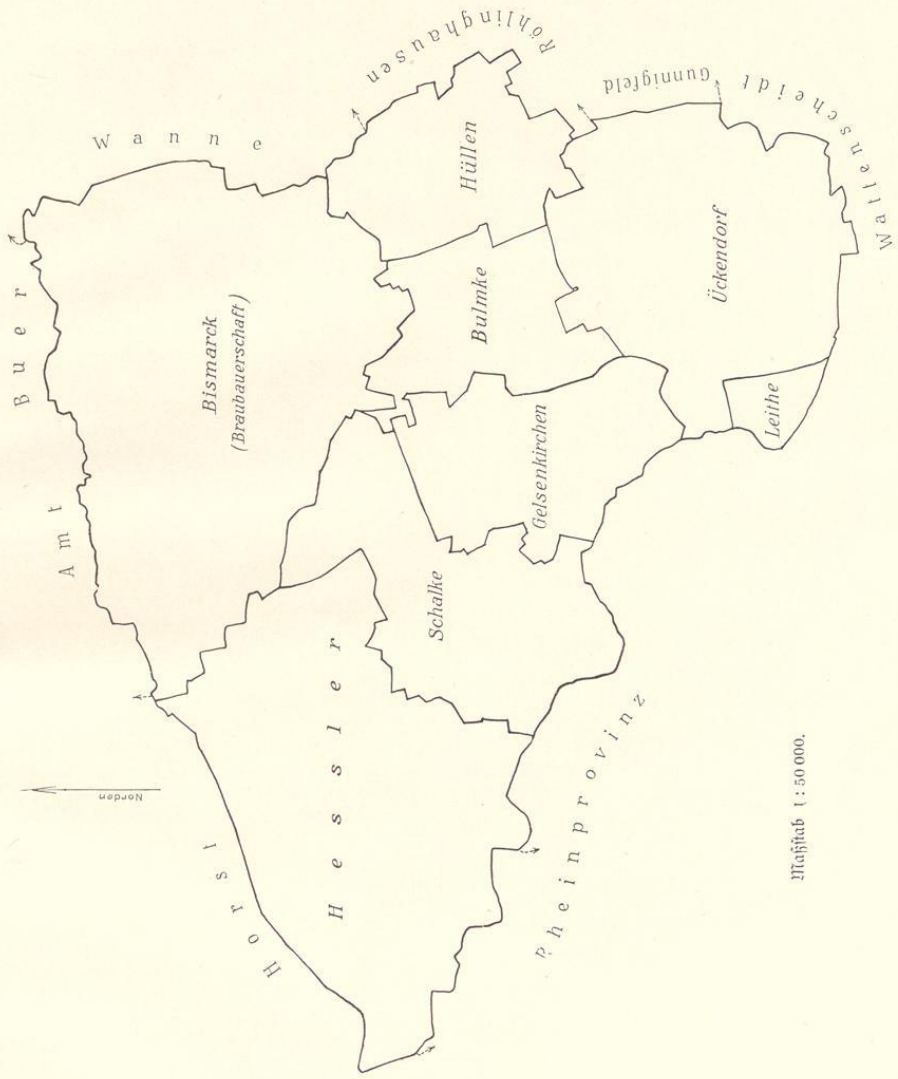 Amt Buer
Wanne
Röhlinghausen
Gunnigfeld
Wattenscheidt
Rheinprovinz
Horst
Norden
Bismarck
(Braubauerschaft)
Hüllen
Bulmke
Ückendorf
Leithe
Gelsenkirchen
Schalke
Hessler
Maßstab 1 : 50 000.